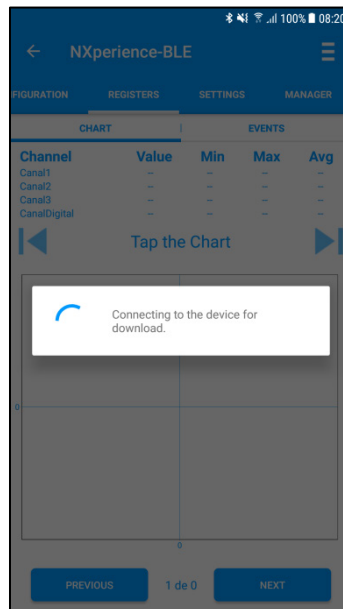 100% 08:20
NXperience-BLE
FIGURATION REGISTERS SETTINGS MANAGER
CHART | EVENTS
Channel Value Min Max Avg
Canal1 -- -- -- --
Canal2 -- -- -- --
Canal3 -- -- -- --
CanalDigital -- -- -- --
Tap the Chart
Connecting to the device for
download.
0
0
PREVIOUS 1 de 0 NEXT